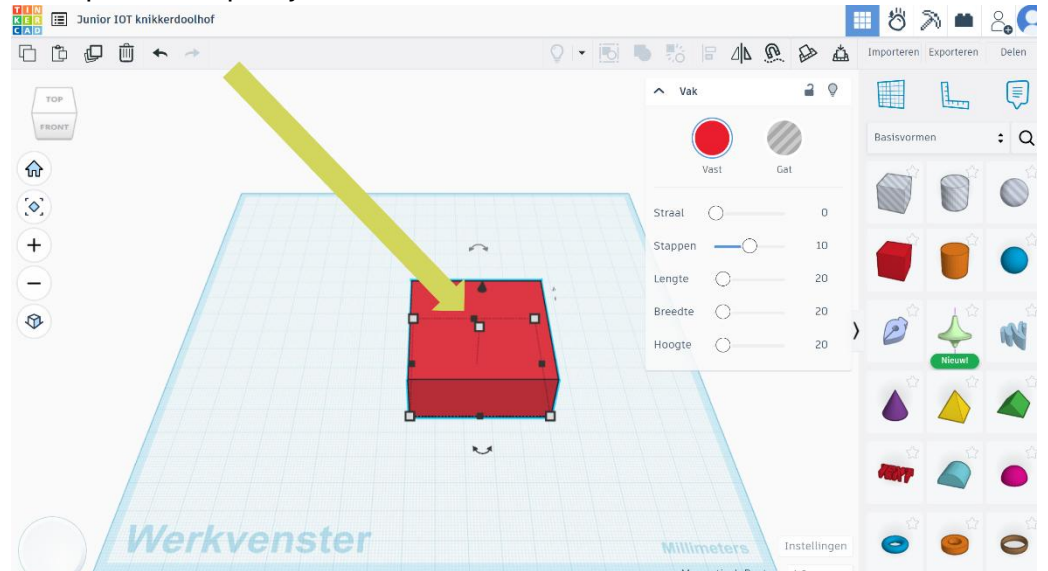 TIN
KER
CAD
Junior IOT knikkerdoolhof
Importeren Exporteren Delen
TOP
FRONT
Vak
Vast Gat
Straal 0
Stappen 10
Lengte 20
Breedte 20
Hoogte 20
Basisvormen
Nieuw!
TEXT
Werkvenster
Millimeters
Instellingen